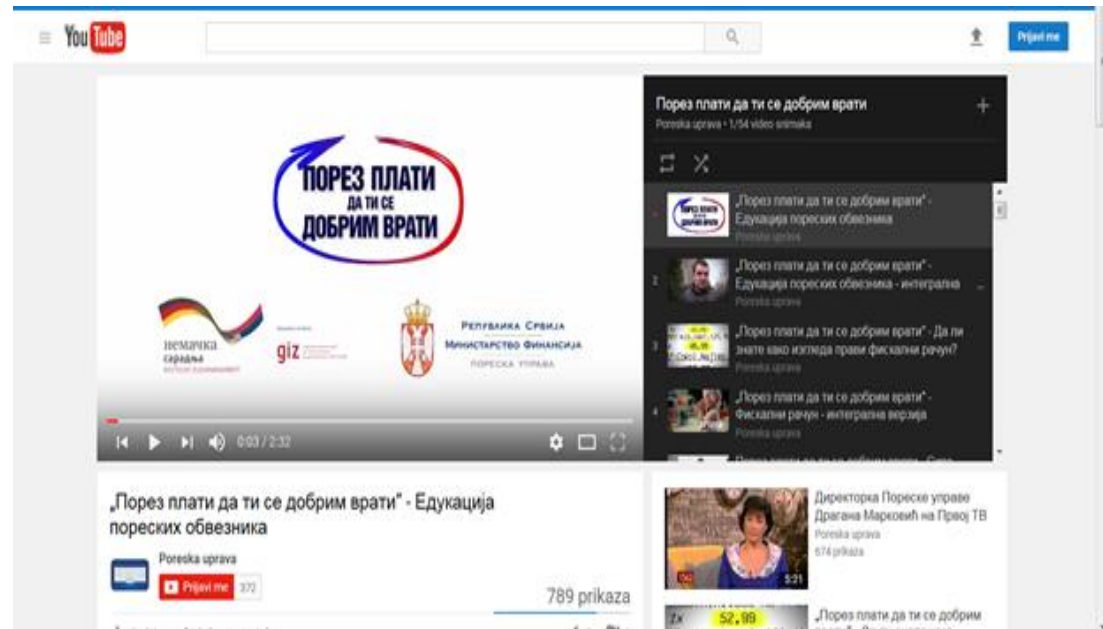 YouTube
Prijavi me
ПОРЕЗ ПЛАТИ
ДА ТИ СЕ
ДОБРИМ ВРАТИ
немачка
сарадња
giz
Република Србија
Министарство Финансија
ПОРЕСКА УПРАВА
0:03 / 2:32
Порез плати да ти се добрим врати
Poreska uprava • 1/54 video snimaka
„Порез плати да ти се добрим врати" -
Едукација пореских обвезника
Poreska uprava
2
„Порез плати да ти се добрим врати" -
Едукација пореских обвезника - интегрална
Poreska uprava
3
„Порез плати да ти се добрим врати" - Да ли
знате како изгледа прави фискални рачун?
Poreska uprava
4
„Порез плати да ти се добрим врати" -
Фискални рачун - интегрална верзија
Poreska uprava
„Порез плати да ти се добрим врати" - Едукација
пореских обвезника
Poreska uprava
Prijavi me 372
789 prikaza
Директорка Пореске управе
Драгана Марковић на Првој ТВ
Poreska uprava
674 prikaza
5:21
52,99
„Порез плати да ти се добрим